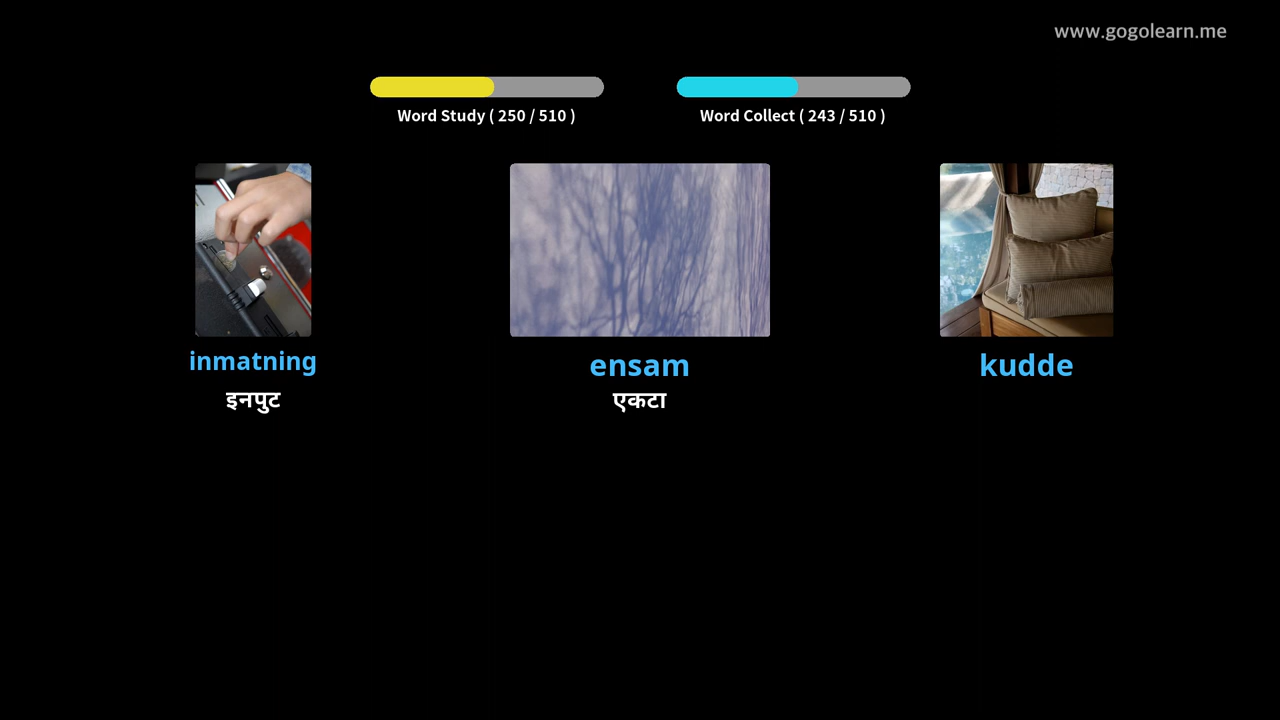 www.gogolearn.me
Word Study ( 250 / 510 )
Word Collect ( 243 / 510 )
inmatning
इनपुट
ensam
एकटा
kudde